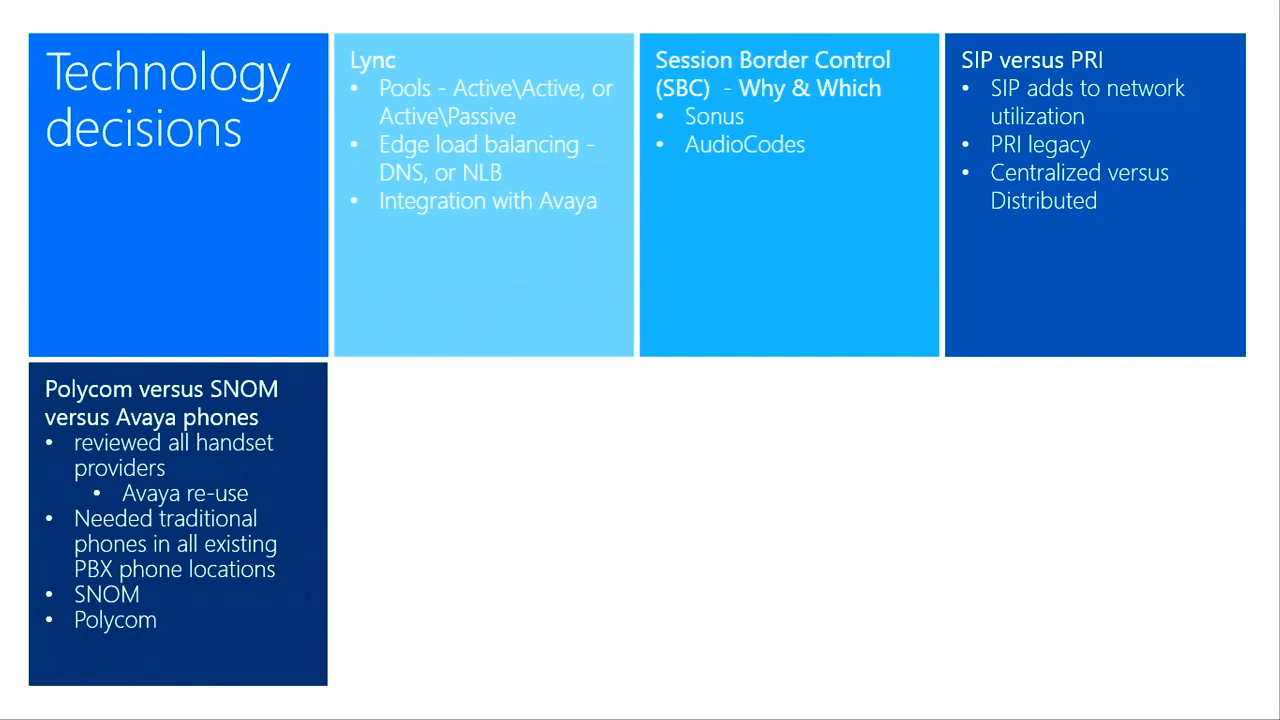 Technology
decisions
Lync
• Pools - Active\Active, or
Active\Passive
• Edge load balancing -
DNS, or NLB
• Integration with Avaya
Session Border Control
(SBC)  - Why & Which
• Sonus
• AudioCodes
SIP versus PRI
• SIP adds to network
utilization
• PRI legacy
• Centralized versus
Distributed
Polycom versus SNOM
versus Avaya phones
• reviewed all handset
providers
• Avaya re-use
• Needed traditional
phones in all existing
PBX phone locations
• SNOM
• Polycom